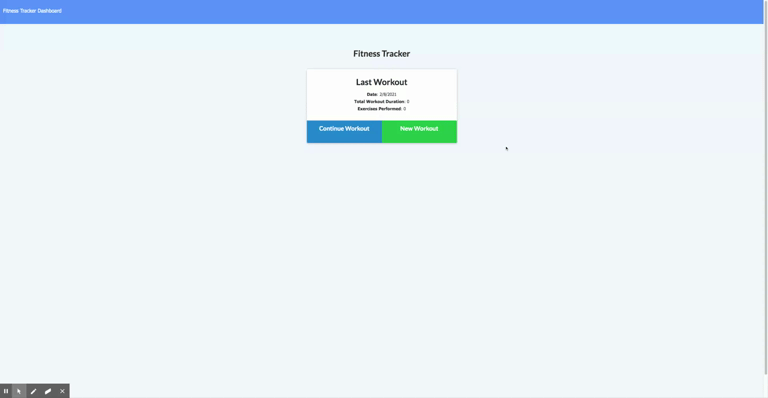 Fitness Tracker Dashboard
Fitness Tracker
Last Workout
Date: 2/9/2021
Total Workout Duration: 0
Exercises Performed: 0
Continue Workout New Workout